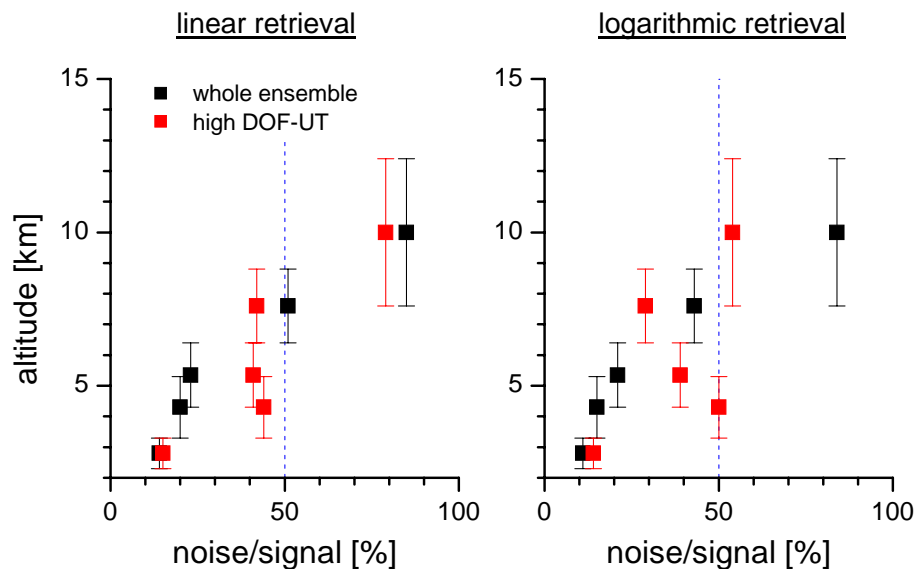 linear retrieval
logarithmic retrieval
whole ensemble
high DOF-UT
15
10
5
altitude [km]
0
50
100
noise/signal [%]
15
10
5
0
50
100
noise/signal [%]